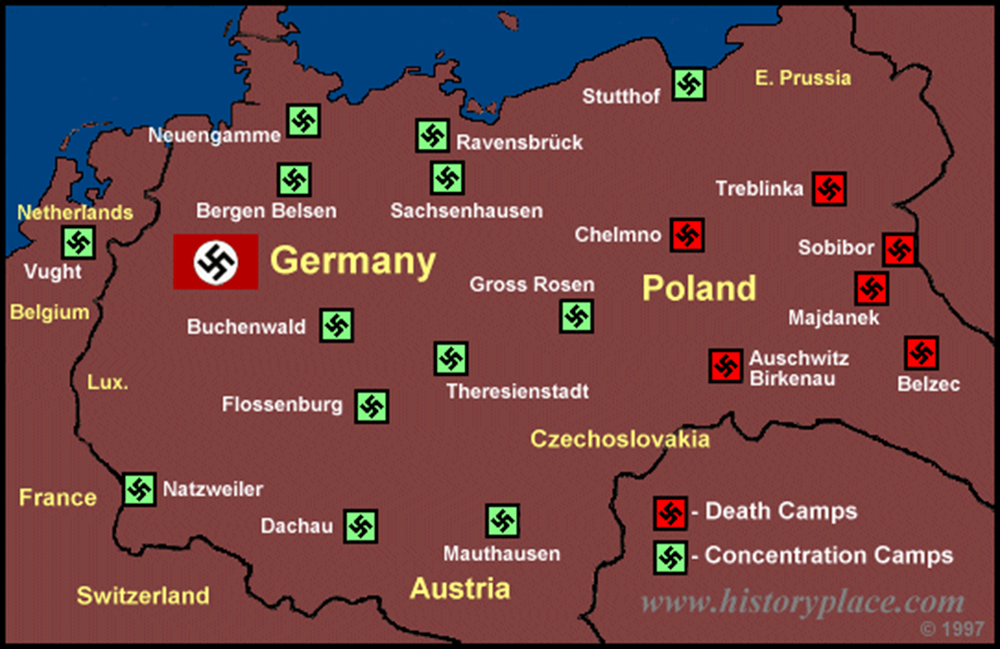 Stutthof
E. Prussia
Neuengamme
Ravensbrück
Treblinka
Bergen Belsen
Sachsenhausen
Netherlands
Chelmno
Sobibor
Vught
Germany
Gross Rosen
Poland
Belgium
Majdanek
Buchenwald
Auschwitz
Birkenau
Lux.
Theresienstadt
Belzec
Flossenburg
Czechoslovakia
France
Natzweiler
- Death Camps
Dachau
Mauthausen
- Concentration Camps
Switzerland
Austria
www.historyplace.com
© 1997